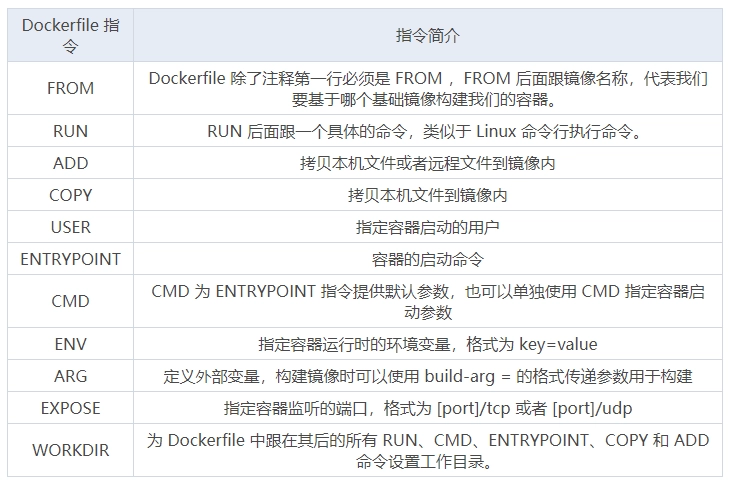 Dockerfile 指
令
指令简介
FROM
Dockerfile 除了注释第一行必须是 FROM ，FROM 后面跟镜像名称，代表我们
要基于哪个基础镜像构建我们的容器。
RUN
RUN 后面跟一个具体的命令，类似于 Linux 命令行执行命令。
ADD
拷贝本机文件或者远程文件到镜像内
COPY
拷贝本机文件到镜像内
USER
指定容器启动的用户
ENTRYPOINT
容器的启动命令
CMD
CMD 为 ENTRYPOINT 指令提供默认参数，也可以单独使用 CMD 指定容器启
动参数
ENV
指定容器运行时的环境变量，格式为 key=value
ARG
定义外部变量，构建镜像时可以使用 build-arg = 的格式传递参数用于构建
EXPOSE
指定容器监听的端口，格式为 [port]/tcp 或者 [port]/udp
WORKDIR
为 Dockerfile 中跟在其后的所有 RUN、CMD、ENTRYPOINT、COPY 和 ADD
命令设置工作目录。